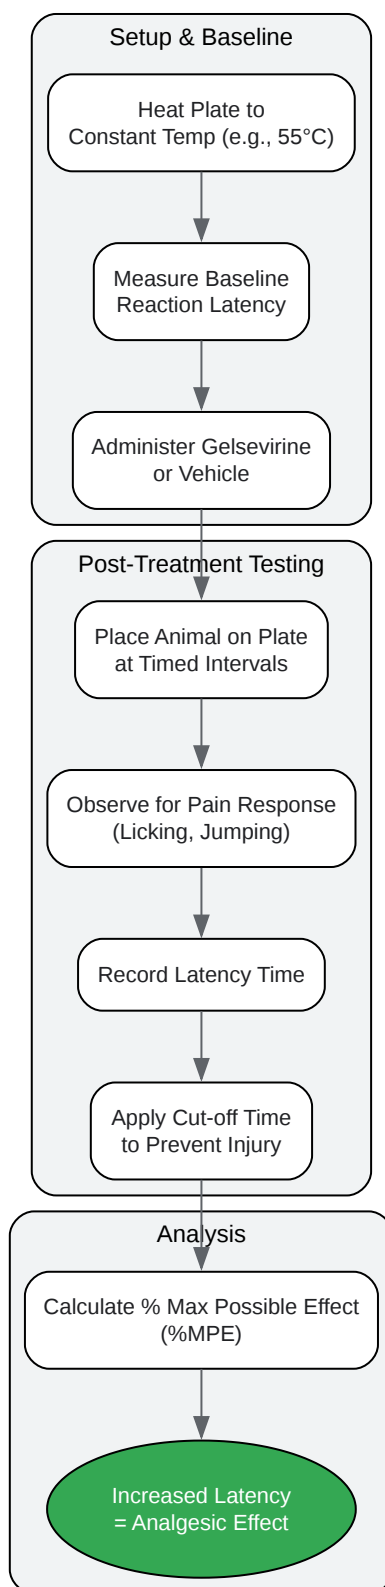 Setup & Baseline
Heat Plate to
Constant Temp (e.g., 55°C)
Measure Baseline
Reaction Latency
Administer Gelsevirine
or Vehicle
Post-Treatment Testing
Place Animal on Plate
at Timed Intervals
Observe for Pain Response
(Licking, Jumping)
Record Latency Time
Apply Cut-off Time
to Prevent Injury
Analysis
Calculate % Max Possible Effect
(%MPE)
Increased Latency
= Analgesic Effect